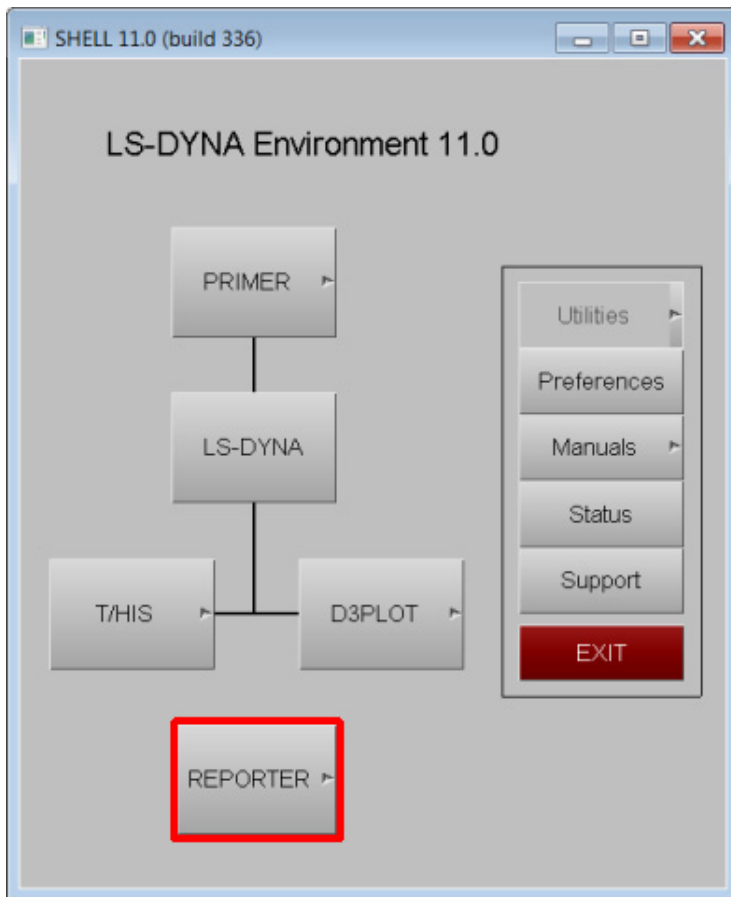 SHELL 11.0 (build 336)
LS-DYNA Environment 11.0
PRIMER
LS-DYNA
T/HIS
D3PLOT
REPORTER
Utilities
Preferences
Manuals
Status
Support
EXIT